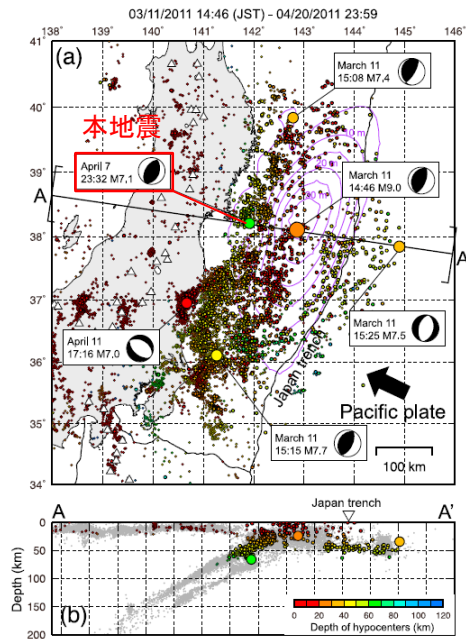 03/11/2011 14:46 (JST) - 04/20/2011 23:59
138° 139° 140° 141° 142° 143° 144° 145° 146°
41°
(a)
March 11
15:08 M7.4
40°
本地震
10 m
April 7
23:32 M7.1
39°
March 11
14:46 M9.0
A
38°
A'
37°
April 11
17:16 M7.0
March 11
15:25 M7.5
36°
Japan trench
Pacific plate
35°
March 11
15:15 M7.7
100 km
34°
Japan trench
A
A'
Depth (km)
0
50
100
150
200
(b)
0 20 40 60 80 100 120
Depth of hypocenters (km)